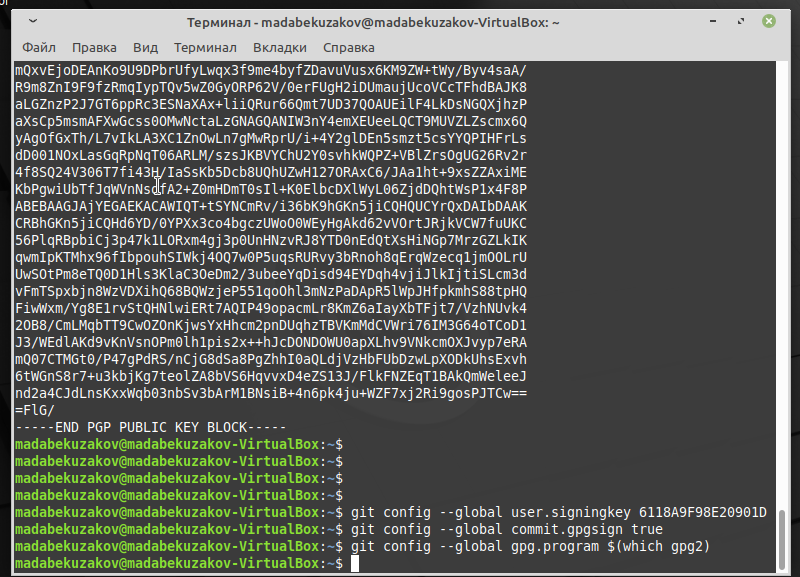 Терминал - madabekuzakov@madabekuzakov-VirtualBox: ~
Файл Правка Вид Терминал Вкладки Справка
mQxvEjoDEAnKo9U9DPbrUfyLwqx3f9me4byfZDavuVusx6KM9ZW+tWy/Byv4saA/
R9m8ZnI9F9fzRmqIypTQv5wZ0GyORP62V/0erFUgH2iDUmaujUcoVCcTFhdBAJK8
aLGZnzP2J7GT6ppRc3ESNaXAx+liiQRur66Qmt7UD37QOAUEilF4LkDsNGQXjhzP
aXsCp5msmAFXwGcss0OMwNctaLzGNAGQANIW3nY4emXEUeeLQCT9MUVZLZscmx6Q
yAgOfGxTh/L7vIkLA3XC1ZnOwLn7gMwRprU/i+4Y2glDEn5smzt5csYYQPIHFrLs
dD001NOxLasGqRpNqT06ARLM/szsJKBVYChU2Y0svhkWQPZ+VBlZrsOgUG26Rv2r
4f8SQ24V306T7fi43H/IaSsKb5Dcb8UQhUZwH127ORAxC6/JAa1ht+9xsZZAxiME
ABEBAAGJAjYEGAEKACAWIQT+tSYNCmRv/i36bK9hGKn5jiCQHQUCYrQxDAIbDAAK
CRBhGKn5jiCQHd6YD/0YPXx3co4bgczUWoO0WEyHgAkd62vVOrtJRjkVCW7fuUKC
56PlqRBpbiCj3p47k1LORxm4gj3p0UnHNzvRJ8YTD0nEdQtXsHiNGp7MrzGZLkIK
qwmIpKTMhx96fIbpouhSIWkj4OQ7w0P5uqsRURvy3bRnoh8qErqWzecq1jmOOLrU
UwSOtPm8eTQ0D1Hls3KlaC3OeDm2/3ubeeYqDisd94EYDqh4vjiJlkIjtiSLcm3d
vFmTSpxbjn8WzVDXihQ68BQWzjeP551qoOhl3mNzPaDApR5lWpJHfpkmhS88tpHQ
FiwWxm/Yg8E1rvStQHNlwiERt7AQIP49opacmLr8KmZ6aIayXbTFjt7/VzhNUvk4
2OB8/CmLMqbTT9CwOZOnKjwsYxHhcm2pnDUqhzTBVKmMdCVWri76IM3G64oTCoD1
J3/WEdlAKd9vKnVsnOPm0lh1pis2x++hJcDONDOWU0apXLhv9VNkcmOXJvyp7eRA
mQ07CTMGt0/P47gPdRS/nCjG8dSa8PgZhhI0aQLdjVzHbFUbDzwLpXODkUhsExvh
6tWGnS8r7+u3kbjKg7teolZA8bVS6HqvvxD4eZS13J/FlkFNZEqT1BAkQmWeleeJ
nd2a4CJdLnsKxxWqb03nbSv3bArM1BNsiB+4n6pk4ju+WZF7xj2Ri9gosPJTCw==
=FlG/
-----END PGP PUBLIC KEY BLOCK-----
madabekuzakov@madabekuzakov-VirtualBox:~$
madabekuzakov@madabekuzakov-VirtualBox:~$
madabekuzakov@madabekuzakov-VirtualBox:~$
madabekuzakov@madabekuzakov-VirtualBox:~$
madabekuzakov@madabekuzakov-VirtualBox:~$ git config --global user.signingkey 6118A9F98E20901D
madabekuzakov@madabekuzakov-VirtualBox:~$ git config --global commit.gpgsign true
madabekuzakov@madabekuzakov-VirtualBox:~$ git config --global gpg.program $(which gpg2)
madabekuzakov@madabekuzakov-VirtualBox:~$